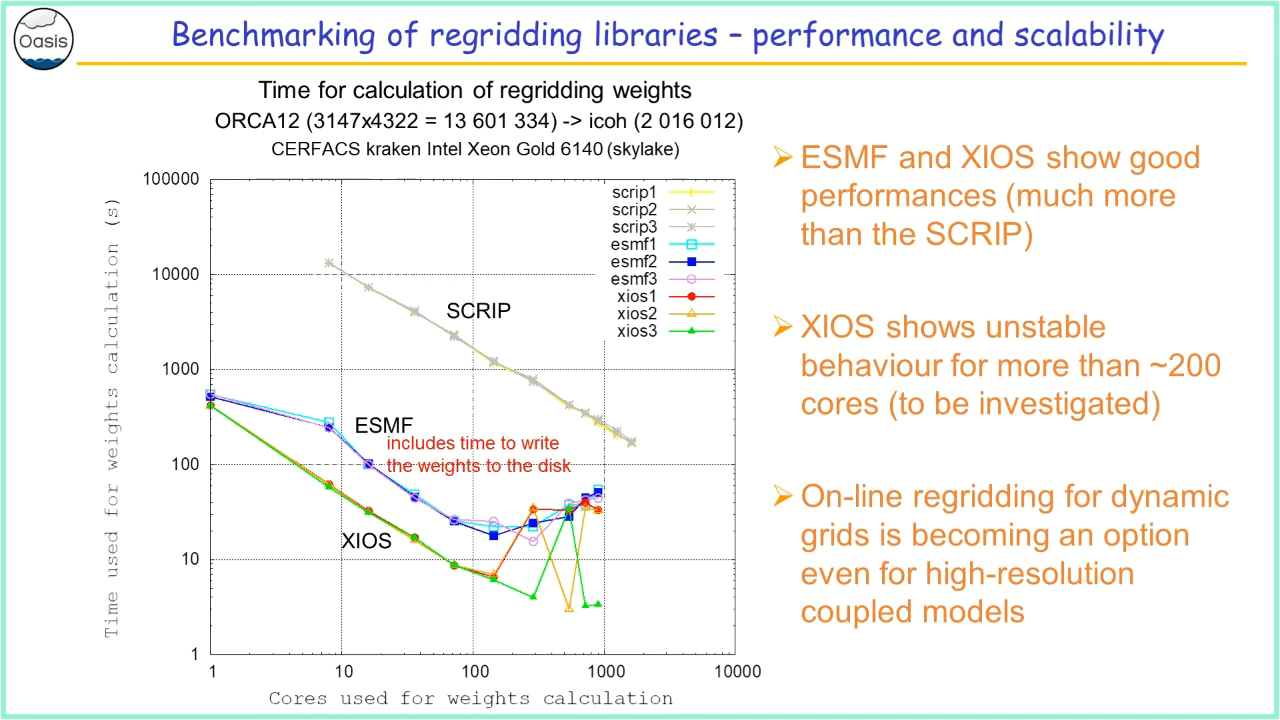 Oasis
Benchmarking of regridding libraries – performance and scalability
Time for calculation of regridding weights
ORCA12 (3147x4322 = 13 601 334) -> icoh (2 016 012)
CERFACS kraken Intel Xeon Gold 6140 (skylake)
Time used for weights calculation (s)
100000
10000
1000
100
10
1
scrip1
scrip2
scrip3
esmf1
esmf2
esmf3
xios1
xios2
xios3
SCRIP
ESMF
includes time to write
the weights to the disk
XIOS
1
10
100
1000
10000
Cores used for weights calculation
➢ ESMF and XIOS show good
performances (much more
than the SCRIP)
➢ XIOS shows unstable
behaviour for more than ~200
cores (to be investigated)
➢ On-line regridding for dynamic
grids is becoming an option
even for high-resolution
coupled models